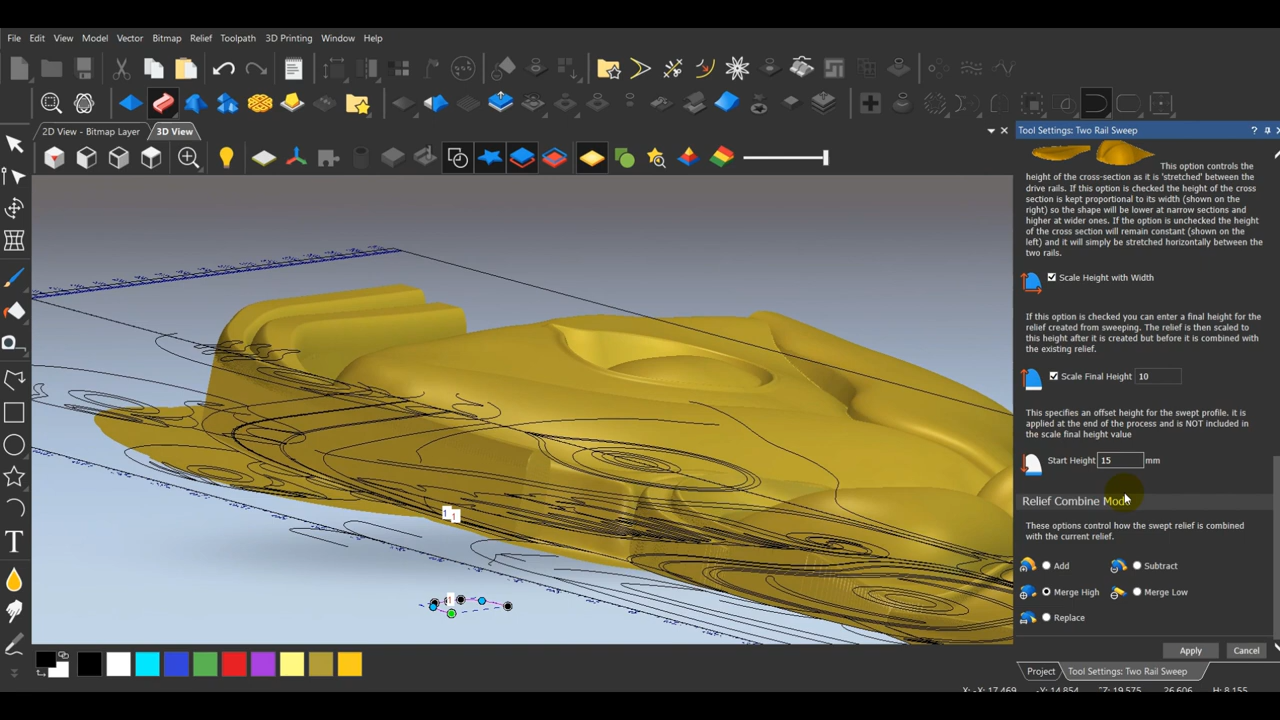 File Edit View Model Vector Bitmap Relief Toolpath 3D Printing Window Help
2D View - Bitmap Layer 3D View
Tool Settings: Two Rail Sweep
This option controls the
height of the cross-section as it is 'stretched' between the
drive rails. If this option is checked the height of the cross
section is kept proportional to its width (shown on the
right) so the shape will be lower at narrow sections and
higher at wider ones. If the option is unchecked the height
of the cross section will remain constant (shown on the
left) and it will simply be stretched horizontally between the
two rails.
Scale Height with Width
If this option is checked you can enter a final height for the
relief created from sweeping. The relief is then scaled to
this height after it is created but before it is combined with
the existing relief.
Scale Final Height 10
This specifies an offset height for the swept profile. it is
applied at the end of the process and is NOT included in
the scale final height value
Start Height 15 mm
Relief Combine Mode
These options control how the swept relief is combined
with the current relief.
Add Subtract
Merge High Merge Low
Replace
Apply Cancel
Project Tool Settings: Two Rail Sweep